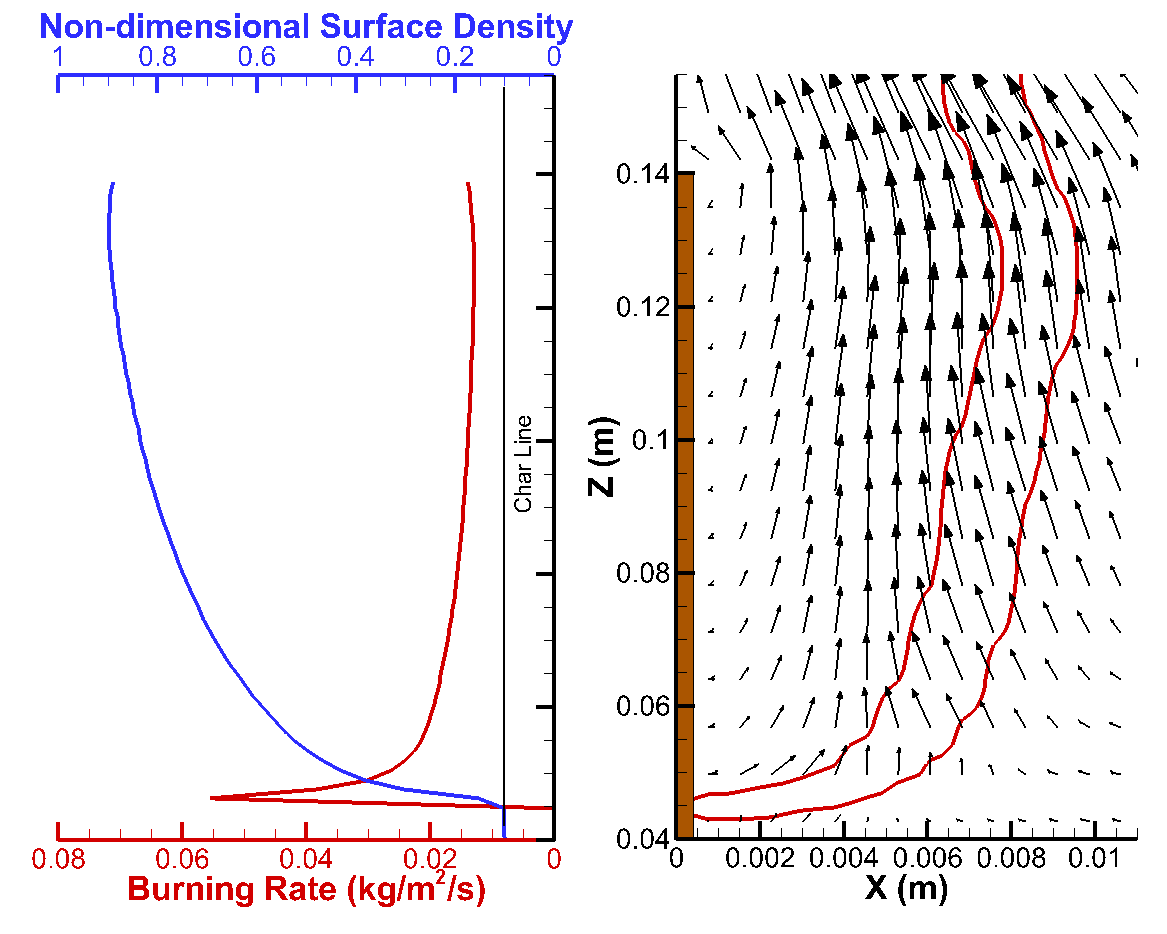 Non-dimensional Surface Density
1 0.8 0.6 0.4 0.2 0
Char Line
0.08 0.06 0.04 0.02 0
Burning Rate (kg/m²/s)
Z (m)
0.14
0.12
0.1
0.08
0.06
0.04
0 0.002 0.004 0.006 0.008 0.01
X (m)